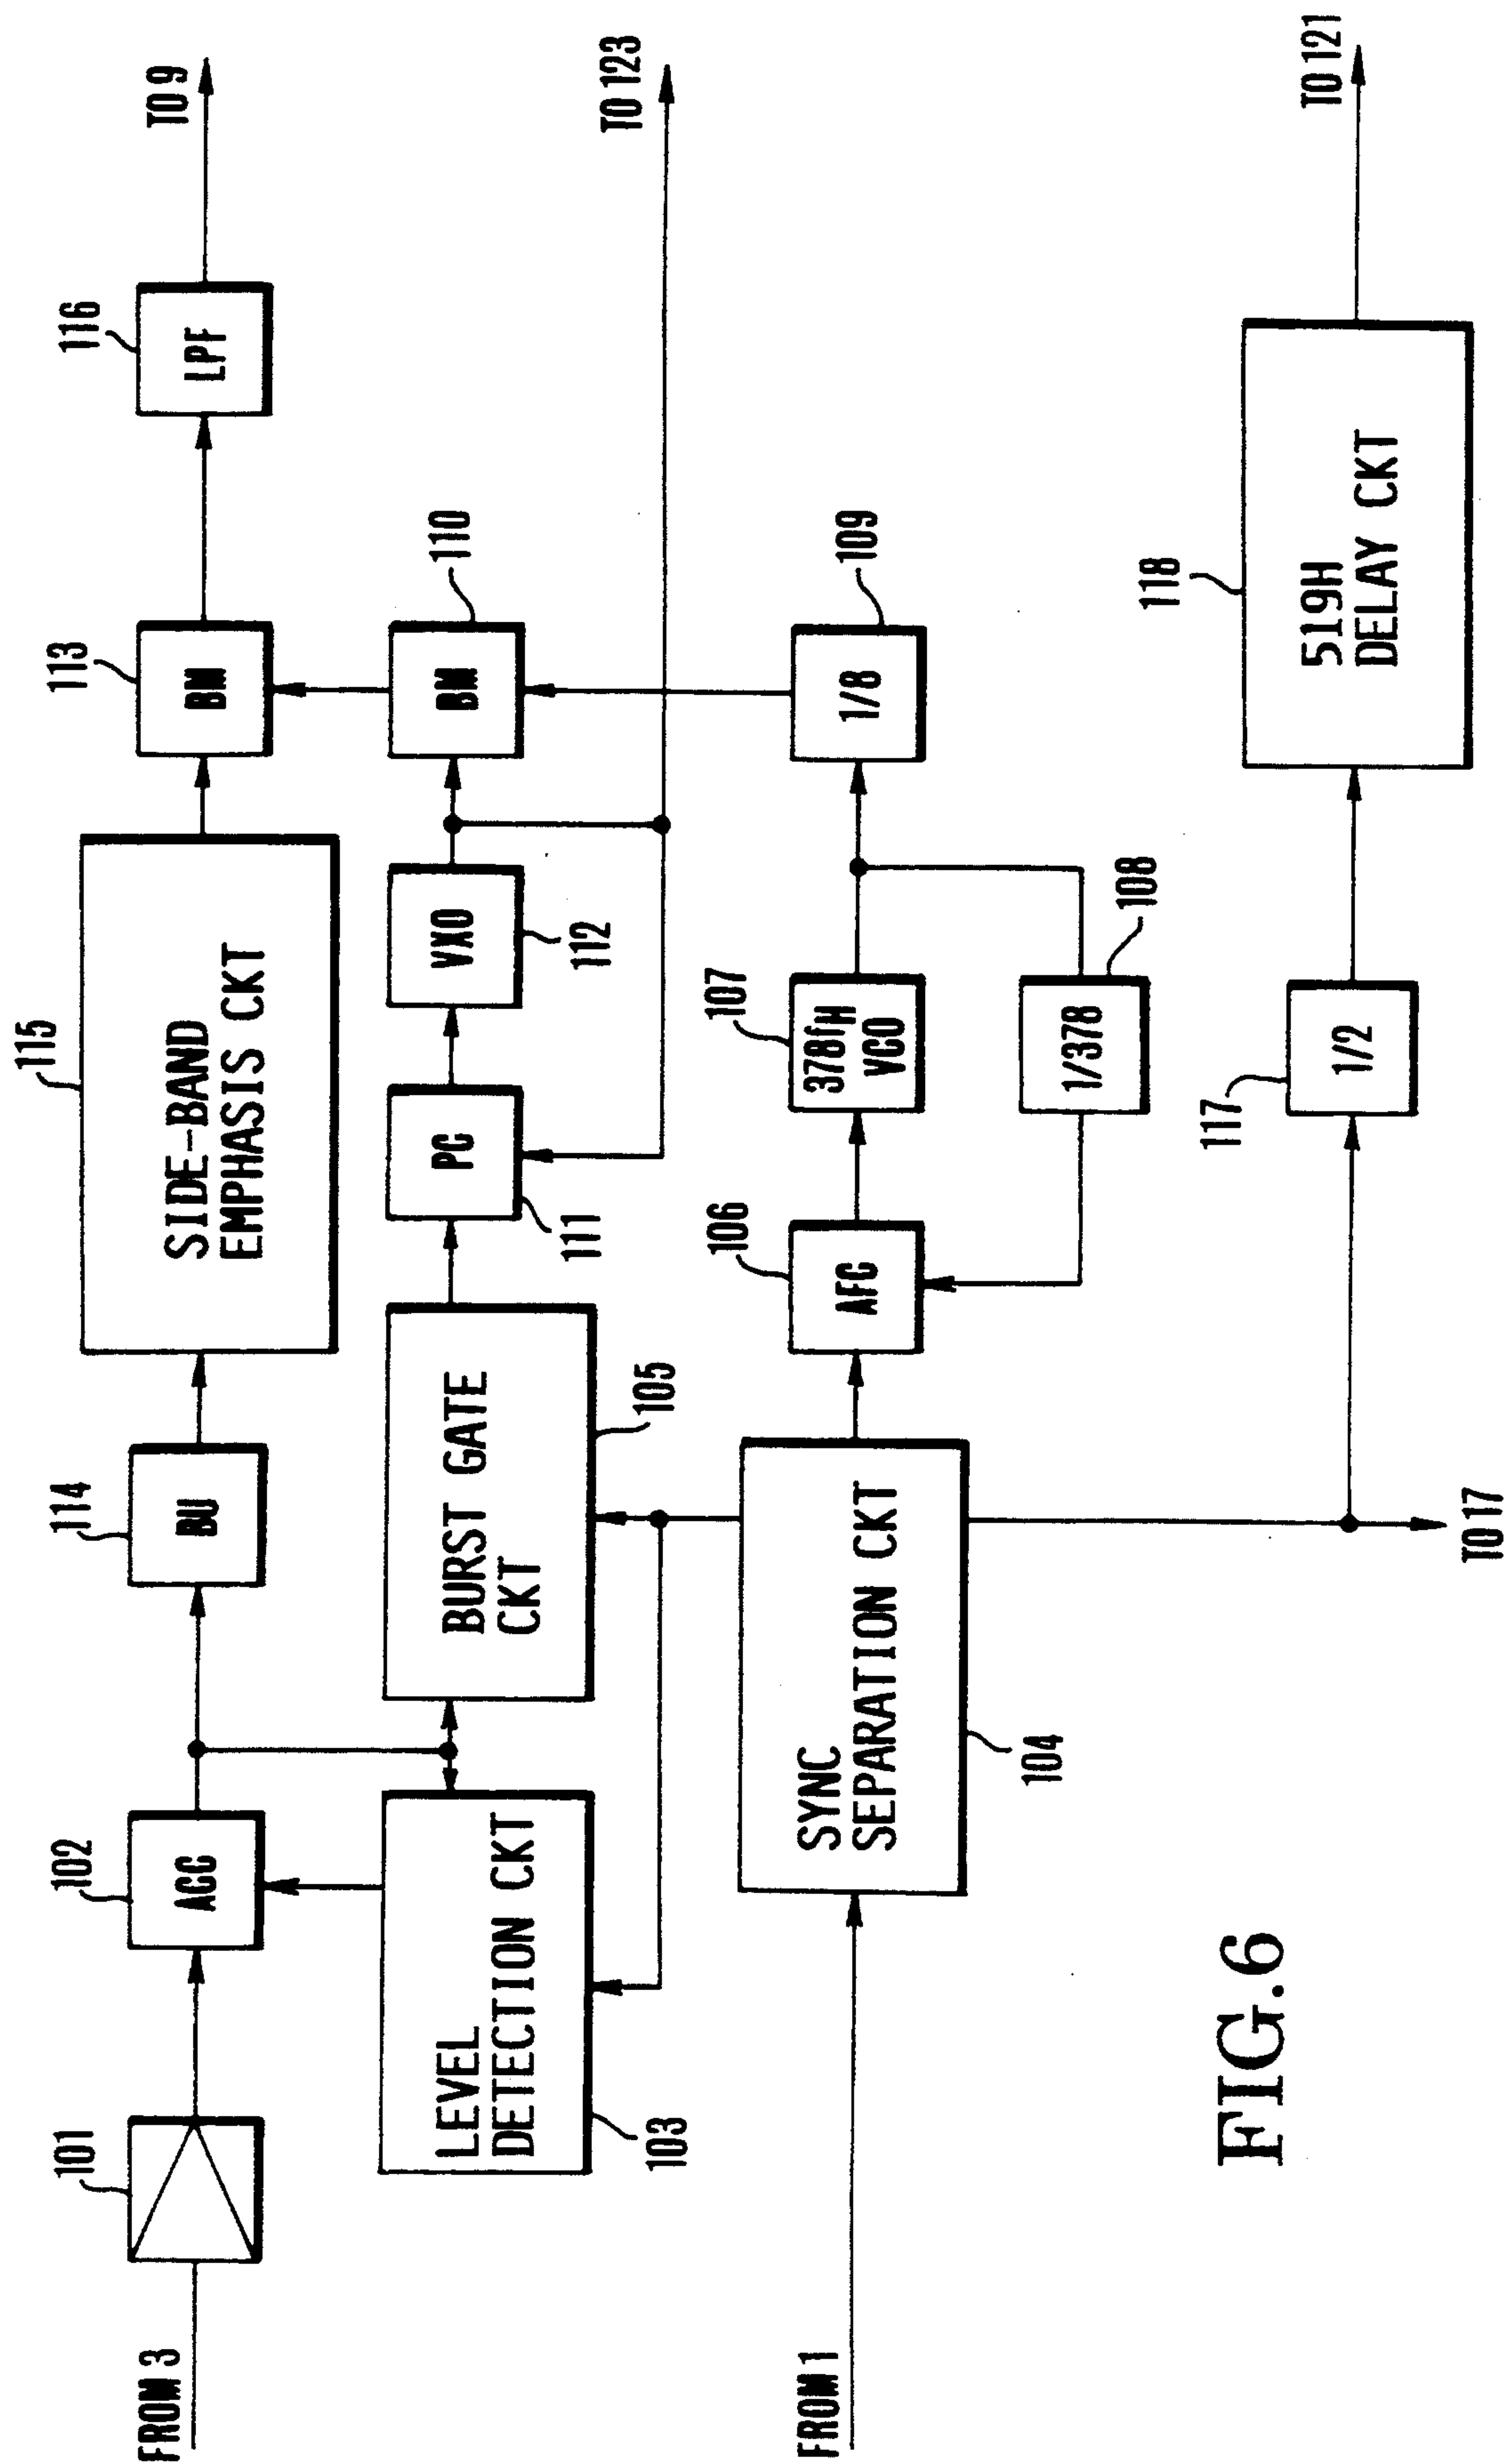 FROM 3
101
102
ACC
114
BU
115
SIDE-BAND
EMPHASIS CKT
113
BM
116
LPF
TO 9
LEVEL
DETECTION CKT
103
BURST GATE
CKT
105
PC
111
VXO
112
BM
110
TO 123
FROM 1
SYNC
SEPARATION CKT
104
106
AFC
107
378fH
VCO
1/378
108
1/8
109
TO 17
117
1/2
118
519H
DELAY CKT
TO 121
FIG.6